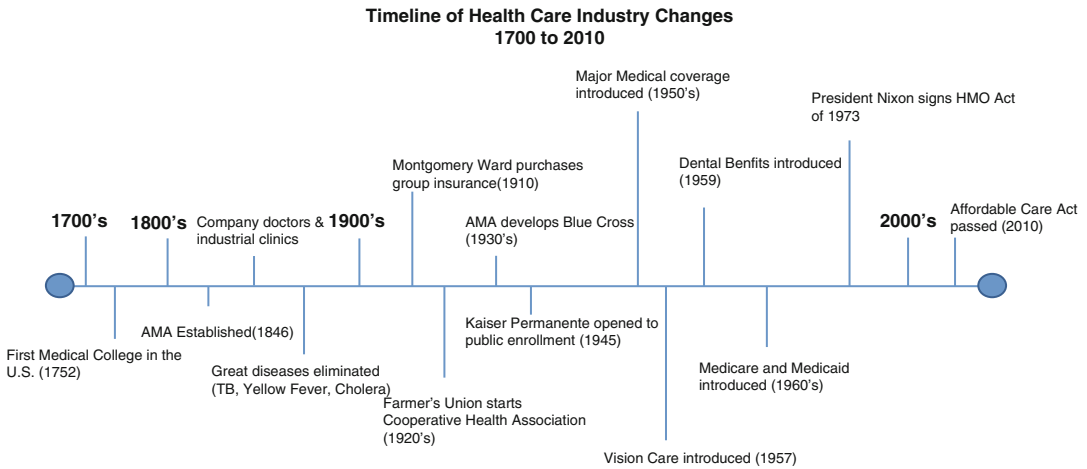 Timeline of Health Care Industry Changes
1700 to 2010
Major Medical coverage
introduced (1950's)
President Nixon signs HMO Act
of 1973
Montgomery Ward purchases
group insurance(1910)
Dental Benfits introduced
(1959)
1700's
1800's
Company doctors &
industrial clinics
1900's
AMA develops Blue Cross
(1930's)
2000's
Affordable Care Act
passed (2010)
First Medical College in the
U.S. (1752)
AMA Established(1846)
Great diseases eliminated
(TB, Yellow Fever, Cholera)
Farmer's Union starts
Cooperative Health Association
(1920's)
Kaiser Permanente opened to
public enrollment (1945)
Vision Care introduced (1957)
Medicare and Medicaid
introduced (1960's)